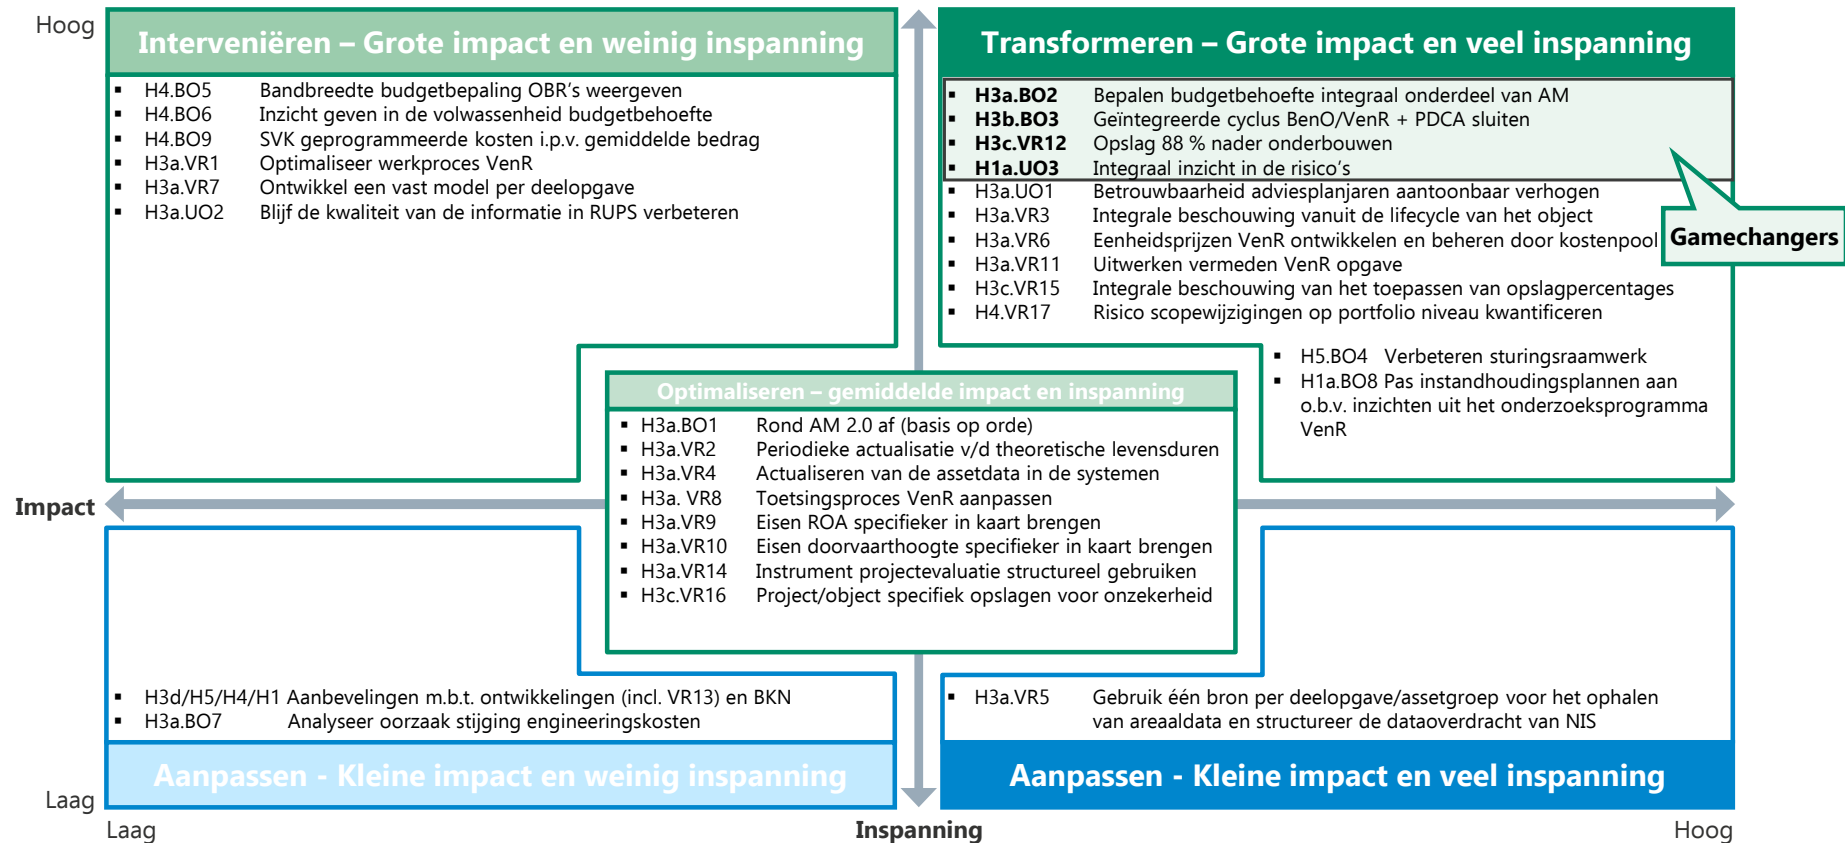 Hoog
Interveniëren – Grote impact en weinig inspanning
▪ H4.BO5 Bandbreedte budgetbepaling OBR's weergeven
▪ H4.BO6 Inzicht geven in de volwassenheid budgetbehoefte
▪ H4.BO9 SVK geprogrammeerde kosten i.p.v. gemiddelde bedrag
▪ H3a.VR1 Optimaliseer werkproces VenR
▪ H3a.VR7 Ontwikkel een vast model per deelopgave
▪ H3a.UO2 Blijf de kwaliteit van de informatie in RUPS verbeteren
Transformeren – Grote impact en veel inspanning
▪ H3a.BO2 Bepalen budgetbehoefte integraal onderdeel van AM
▪ H3b.BO3 Geïntegreerde cyclus BenO/VenR + PDCA sluiten
▪ H3c.VR12 Opslag 88 % nader onderbouwen
▪ H1a.UO3 Integraal inzicht in de risico's
▪ H3a.UO1 Betrouwbaarheid adviesplanjaren aantoonbaar verhogen
▪ H3a.VR3 Integrale beschouwing vanuit de lifecycle van het object
▪ H3a.VR6 Eenheidsprijzen VenR ontwikkelen en beheren door kostenpool
▪ H3a.VR11 Uitwerken vermeden VenR opgave
▪ H3c.VR15 Integrale beschouwing van het toepassen van opslagpercentages
▪ H4.VR17 Risico scopewijzigingen op portfolio niveau kwantificeren
▪ H5.BO4 Verbeteren sturingsraamwerk
▪ H1a.BO8 Pas instandhoudingsplannen aan
o.b.v. inzichten uit het onderzoeksprogramma
VenR
Gamechangers
Optimaliseren – gemiddelde impact en inspanning
▪ H3a.BO1 Rond AM 2.0 af (basis op orde)
▪ H3a.VR2 Periodieke actualisatie v/d theoretische levensduren
▪ H3a.VR4 Actualiseren van de assetdata in de systemen
▪ H3a. VR8 Toetsingsproces VenR aanpassen
▪ H3a.VR9 Eisen ROA specifieker in kaart brengen
▪ H3a.VR10 Eisen doorvaarthoogte specifieker in kaart brengen
▪ H3a.VR14 Instrument projectevaluatie structureel gebruiken
▪ H3c.VR16 Project/object specifiek opslagen voor onzekerheid
Impact
▪ H3d/H5/H4/H1 Aanbevelingen m.b.t. ontwikkelingen (incl. VR13) en BKN
▪ H3a.BO7 Analyseer oorzaak stijging engineeringskosten
Aanpassen - Kleine impact en weinig inspanning
▪ H3a.VR5 Gebruik één bron per deelopgave/assetgroep voor het ophalen
van areaaldata en structureer de dataoverdracht van NIS
Aanpassen - Kleine impact en veel inspanning
Laag
Laag
Inspanning
Hoog